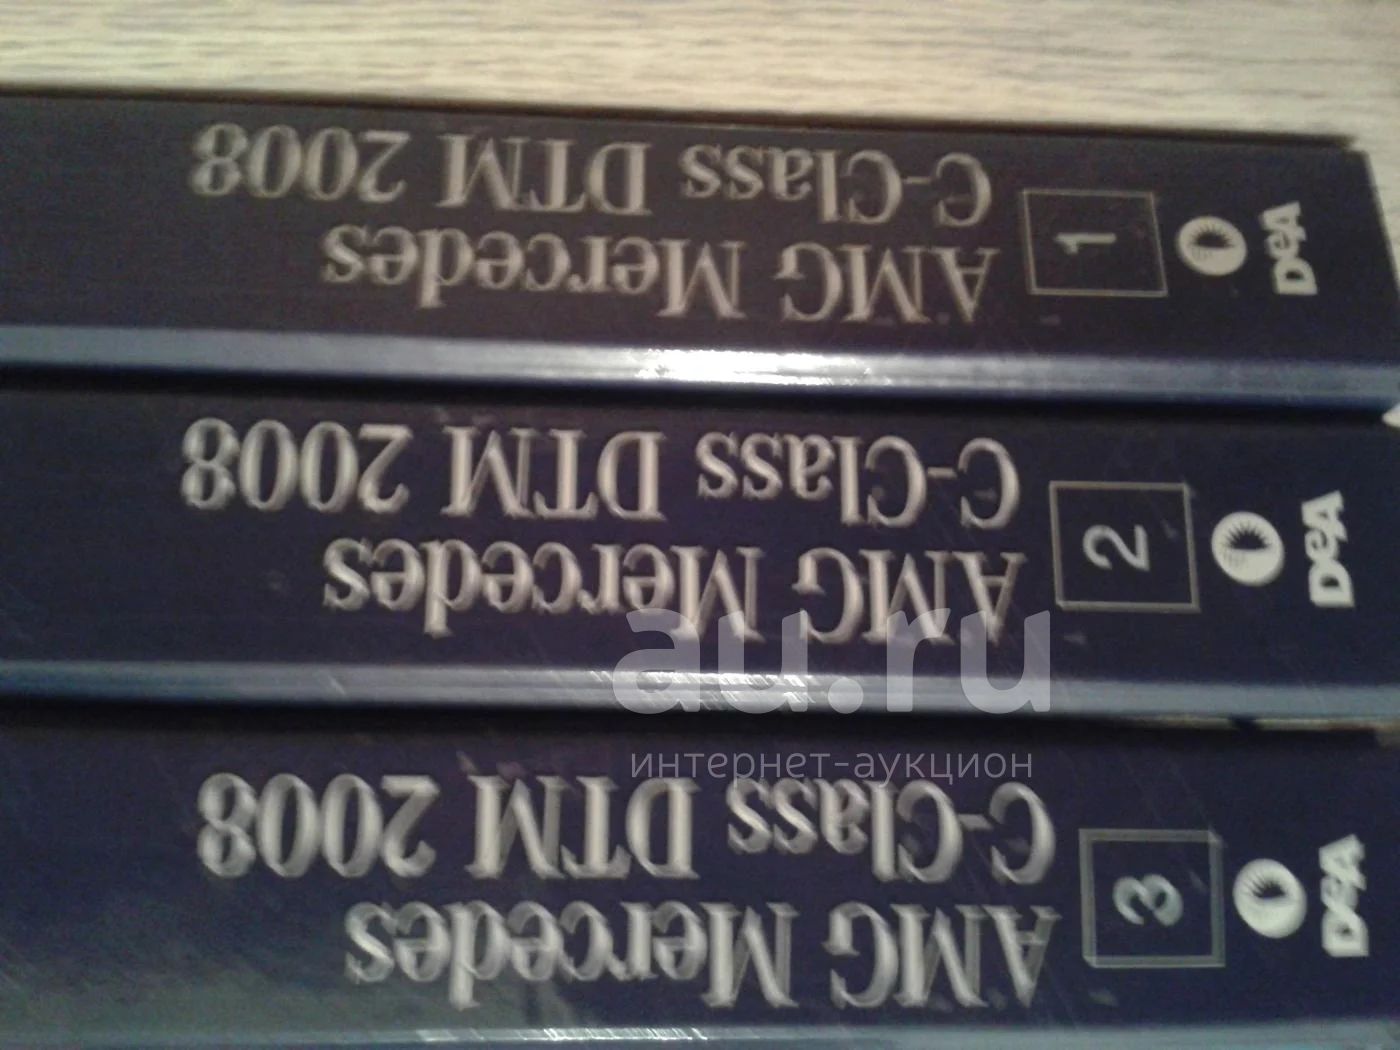 AMG Mercedes
C-Class DTM 2008
1
DeA
AMG Mercedes
C-Class DTM 2008
2
DeA
AMG Mercedes
C-Class DTM 2008
3
DeA
au.ru
интернет-аукцион